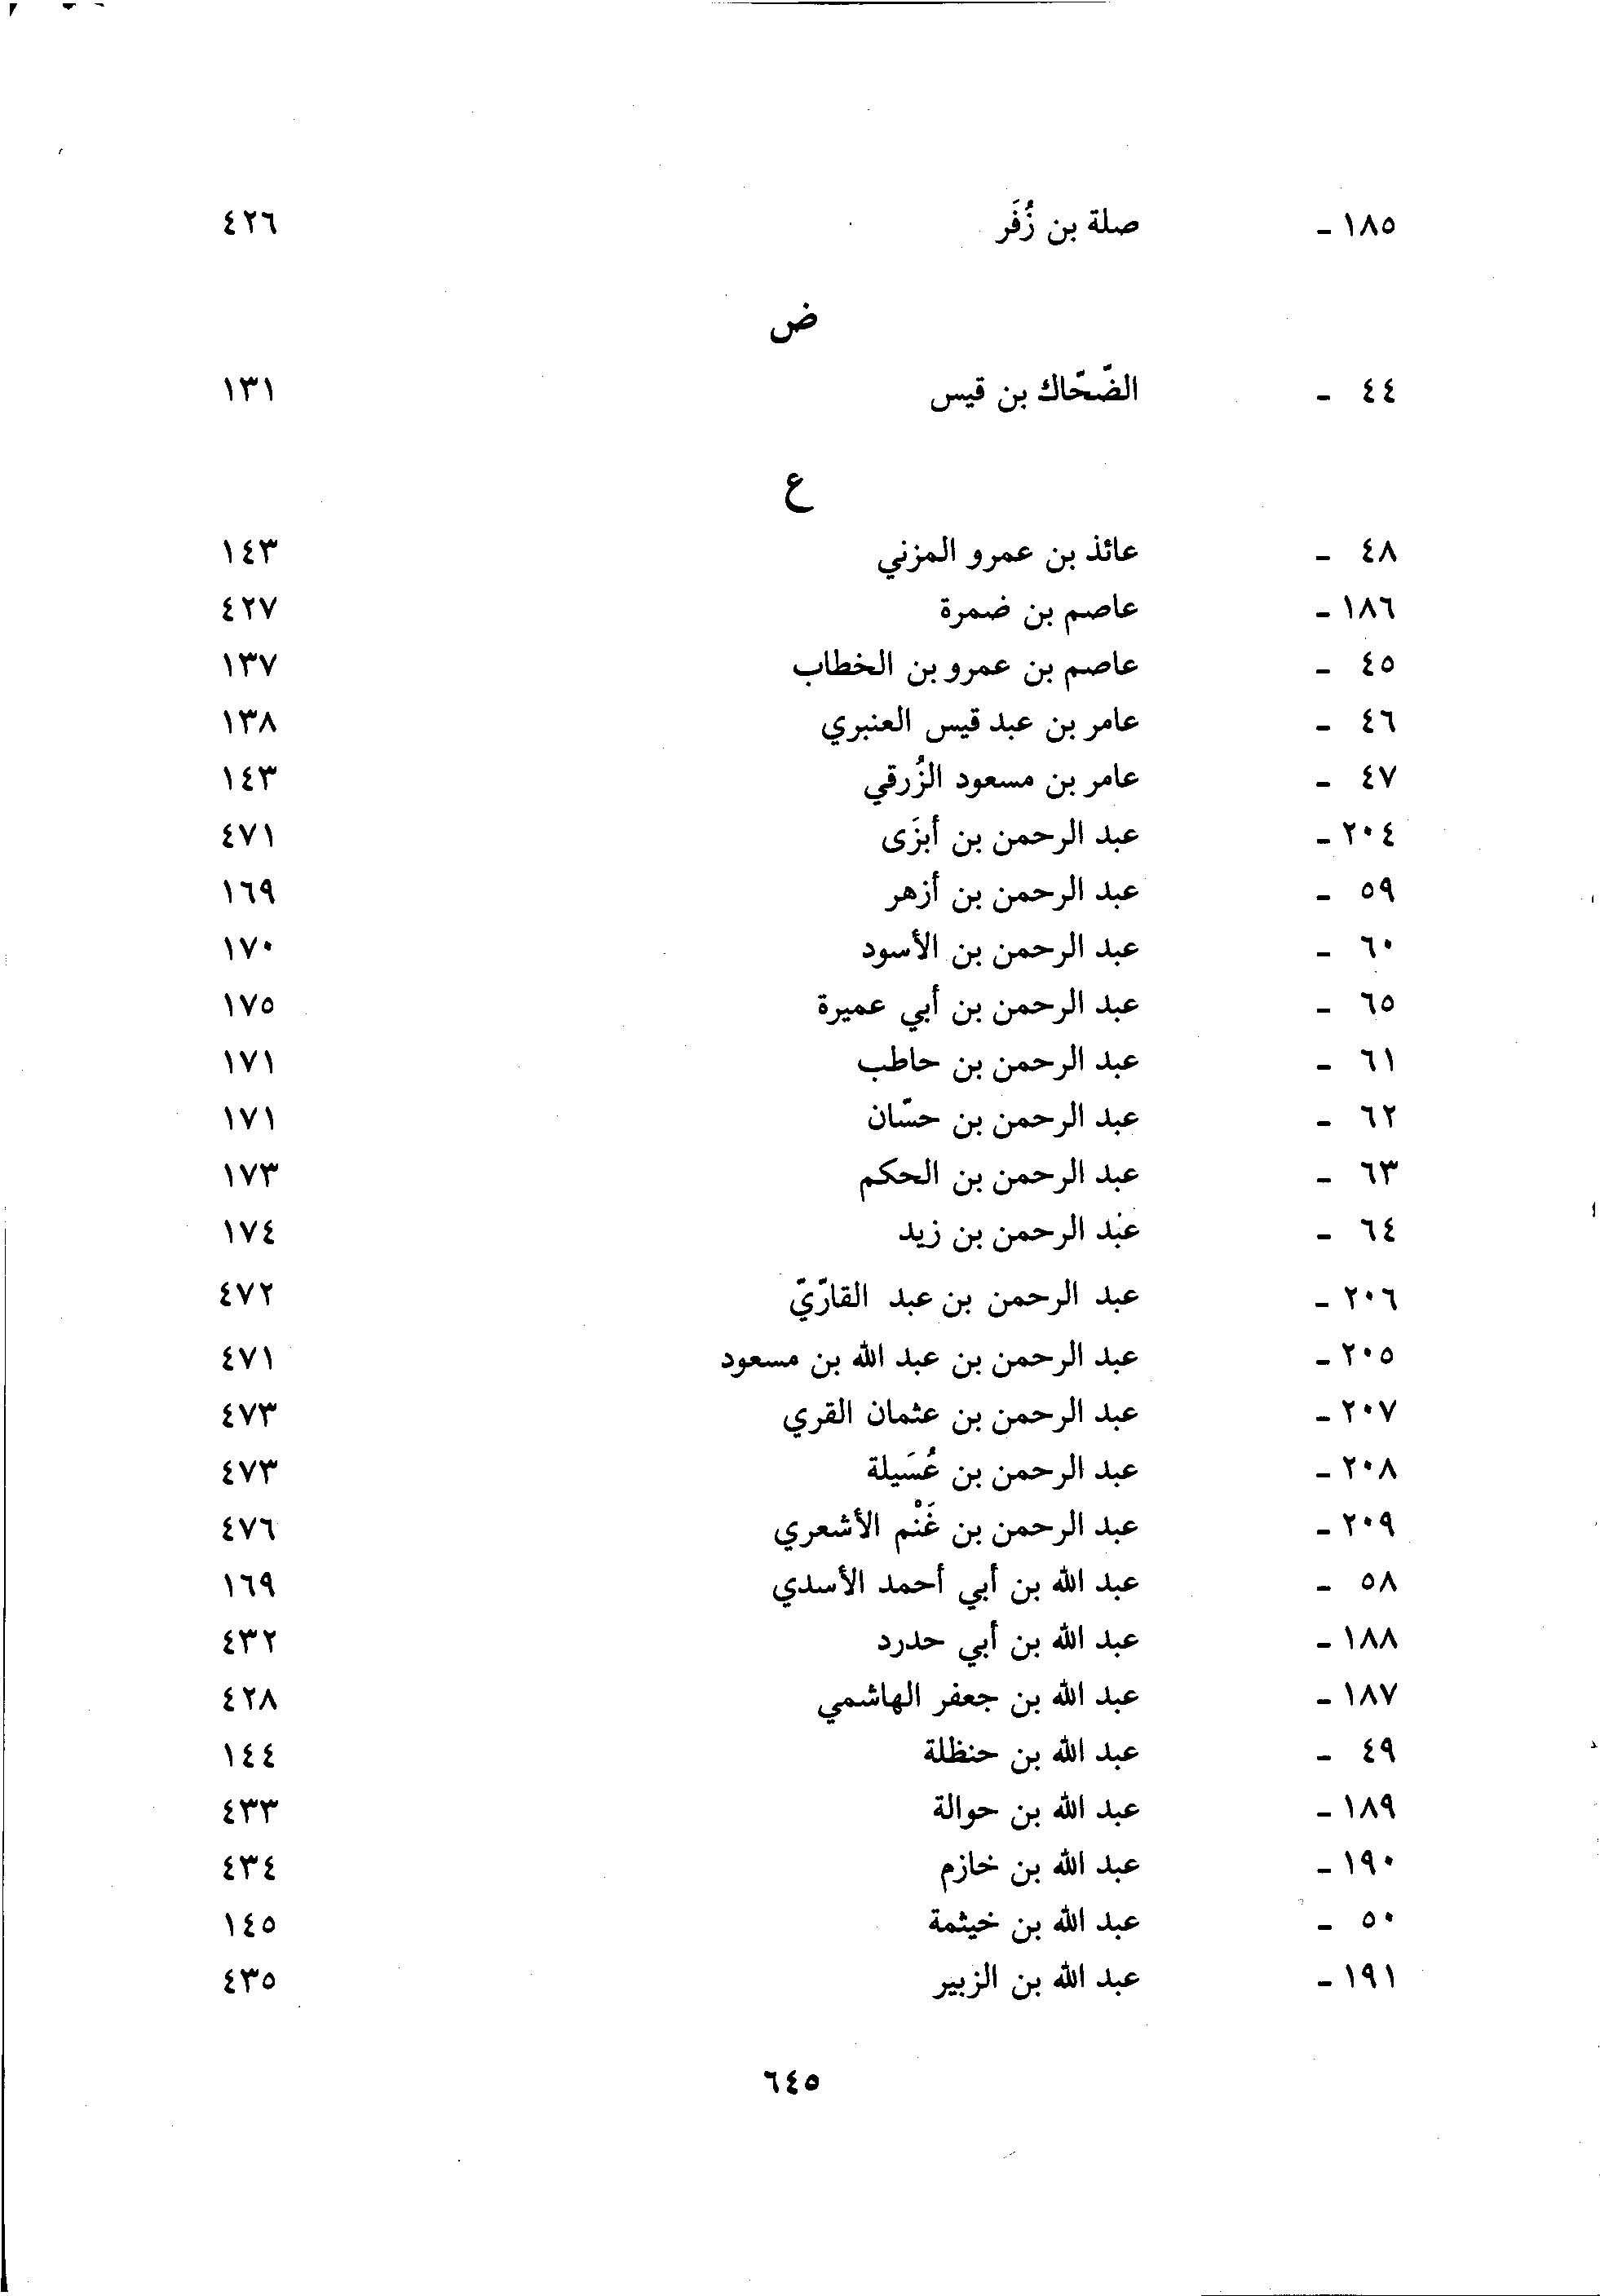 ١٨٥ - صلة بن زُفَر ٤٢٦
ض
٤٤ - الضّحّاك بن قيس ١٣١
ع
٤٨ - عائذ بن عمرو المزني ١٤٣
١٨٦ - عاصم بن ضمرة ٤٢٧
٤٥ - عاصم بن عمرو بن الخطاب ١٣٧
٤٦ - عامر بن عبد قيس العنبري ١٣٨
٤٧ - عامر بن مسعود الزُرقي ١٤٣
٢٠٤ - عبد الرحمن بن أبزَى ٤٧١
٥٩ - عبد الرحمن بن أزهر ١٦٩
٦٠ - عبد الرحمن بن الأسود ١٧٠
٦٥ - عبد الرحمن بن أبي عميرة ١٧٥
٦١ - عبد الرحمن بن حاطب ١٧١
٦٢ - عبد الرحمن بن حسّان ١٧١
٦٣ - عبد الرحمن بن الحكم ١٧٣
٦٤ - عبد الرحمن بن زيد ١٧٤
٢٠٦ - عبد الرحمن بن عبد القارّيّ ٤٧٢
٢٠٥ - عبد الرحمن بن عبد الله بن مسعود ٤٧١
٢٠٧ - عبد الرحمن بن عثمان القري ٤٧٣
٢٠٨ - عبد الرحمن بن عُسَيلة ٤٧٣
٢٠٩ - عبد الرحمن بن غَنْم الأشعري ٤٧٦
٥٨ - عبد الله بن أبي أحمد الأسدي ١٦٩
١٨٨ - عبد الله بن أبي حدرد ٤٣٢
١٨٧ - عبد الله بن جعفر الهاشمي ٤٢٨
٤٩ - عبد الله بن حنظلة ١٤٤
١٨٩ - عبد الله بن حوالة ٤٣٣
١٩٠ - عبد الله بن خازم ٤٣٤
٥٠ - عبد الله بن خيثمة ١٤٥
١٩١ - عبد الله بن الزبير ٤٣٥
٦٤٥